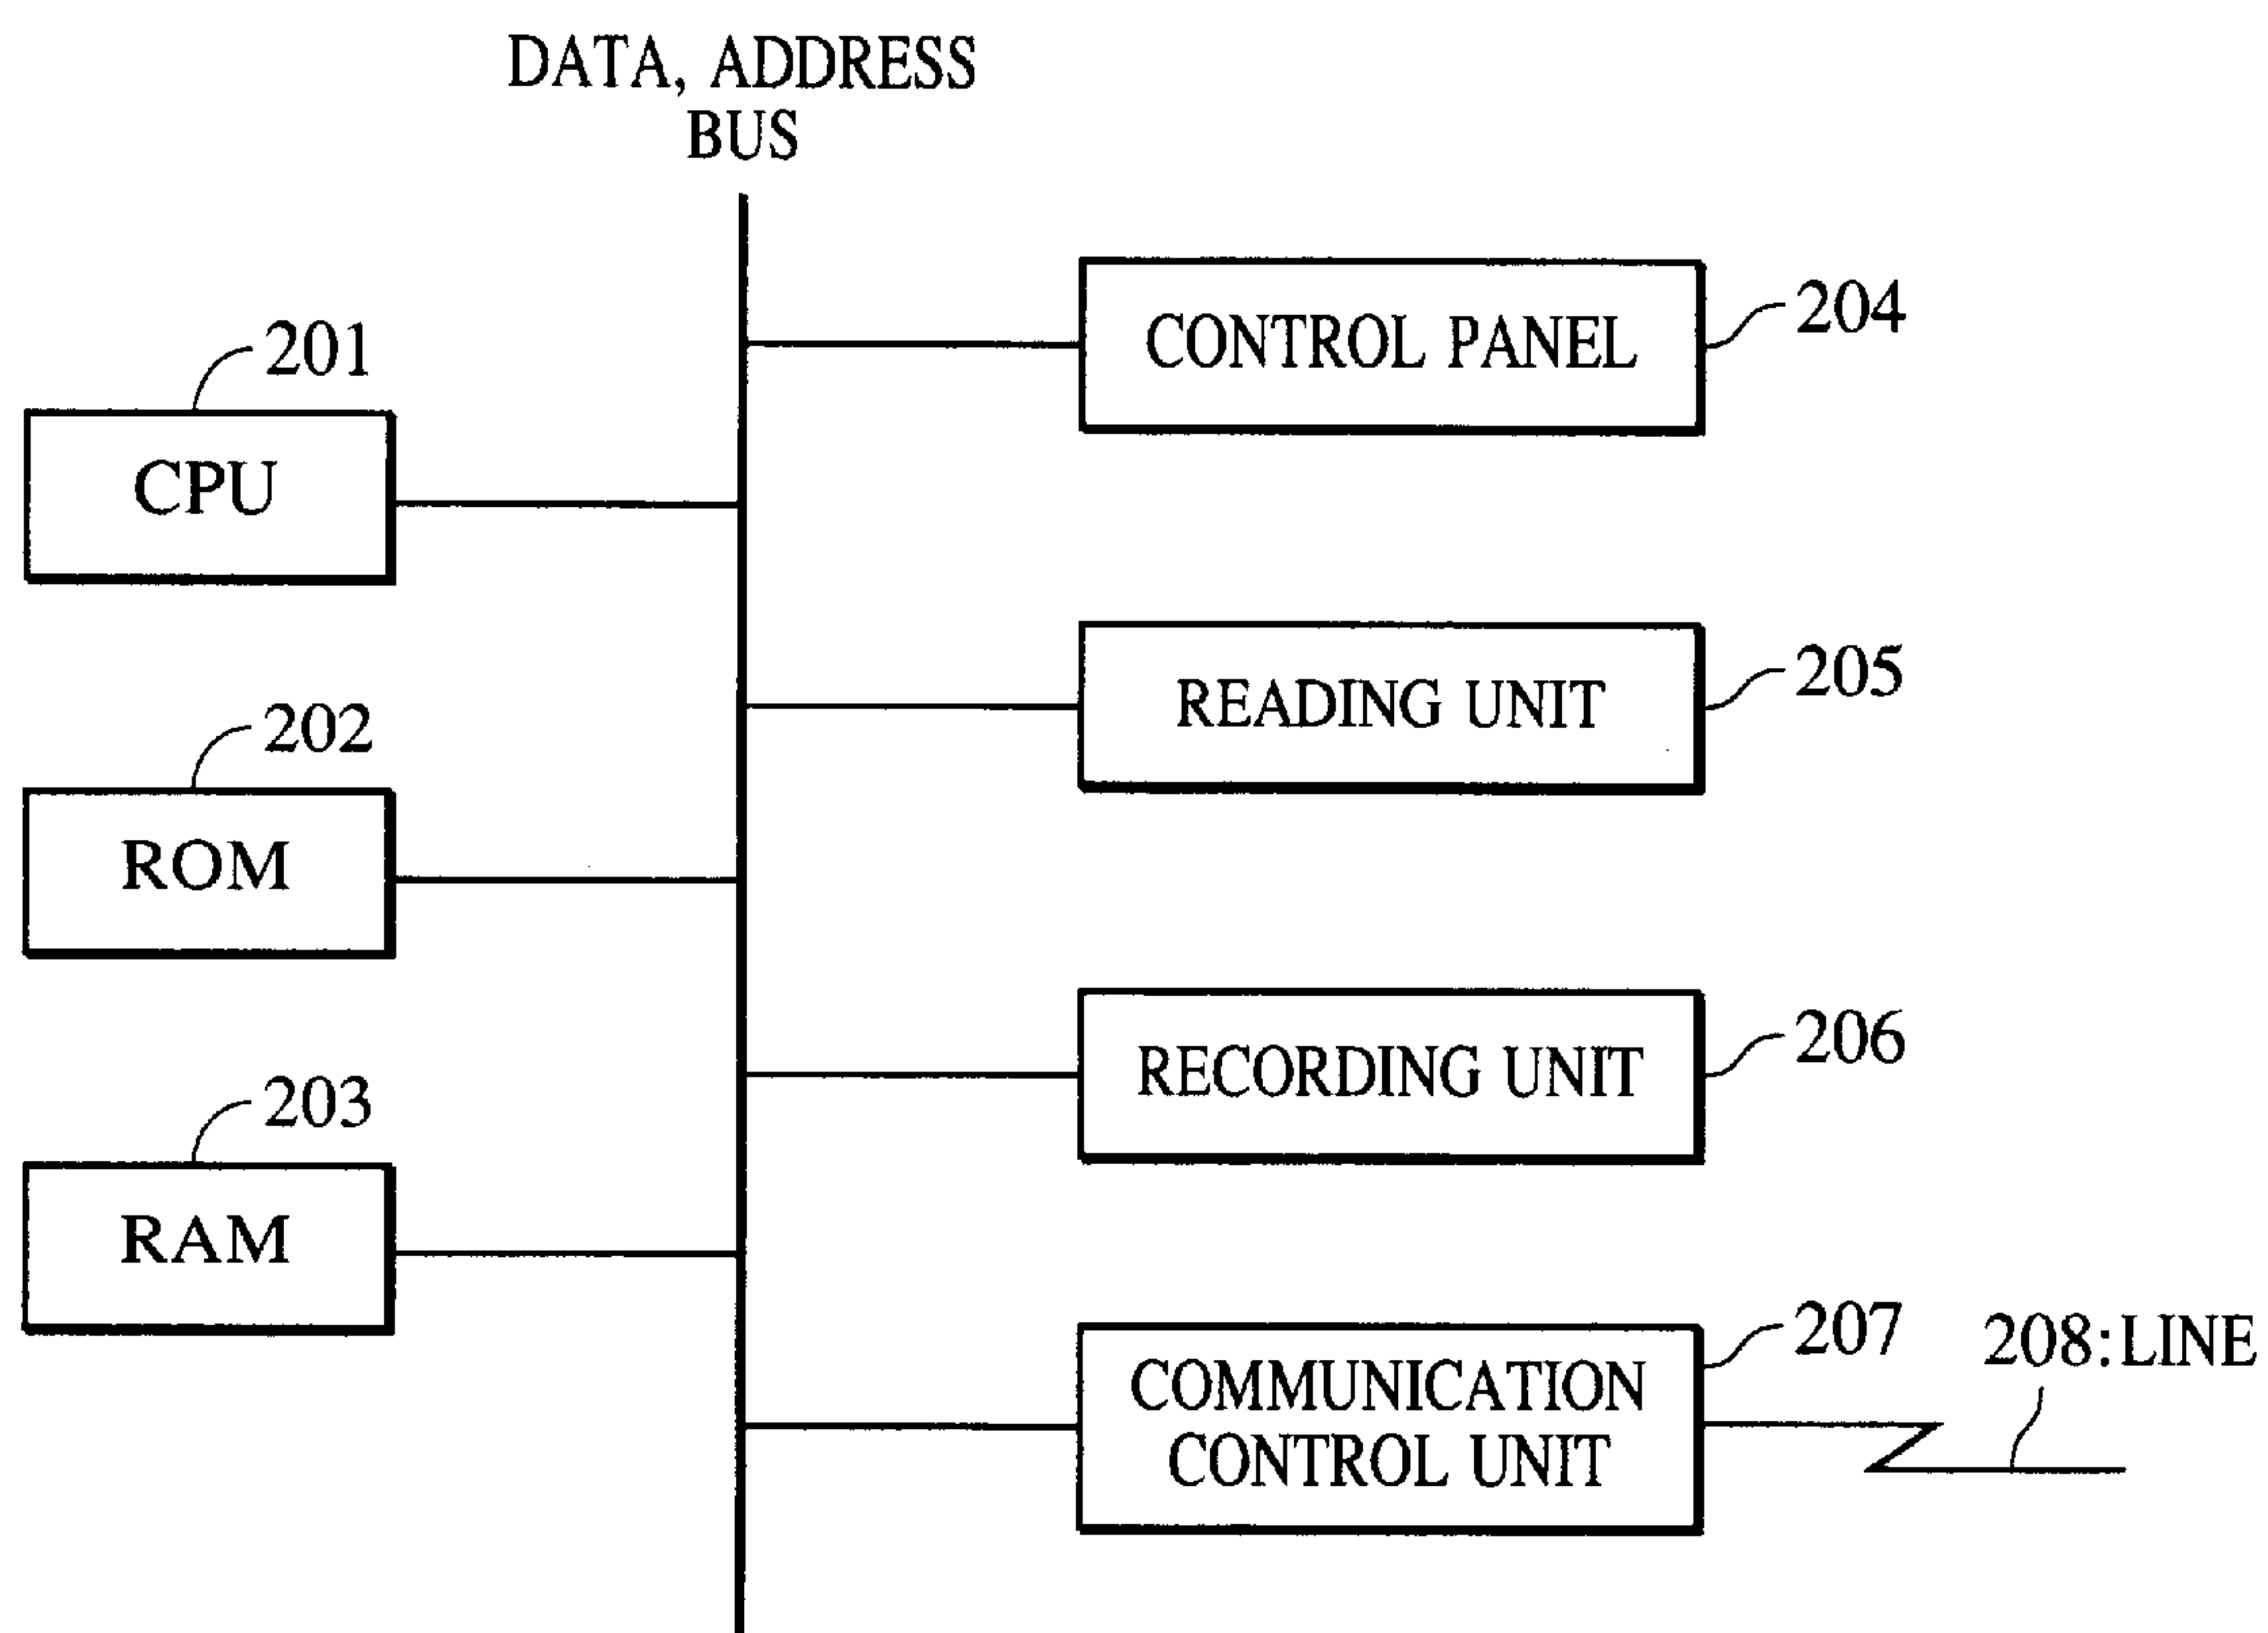 DATA, ADDRESS
BUS
201
CPU
202
ROM
203
RAM
204
CONTROL PANEL
205
READING UNIT
206
RECORDING UNIT
207
COMMUNICATION
CONTROL UNIT
208:LINE